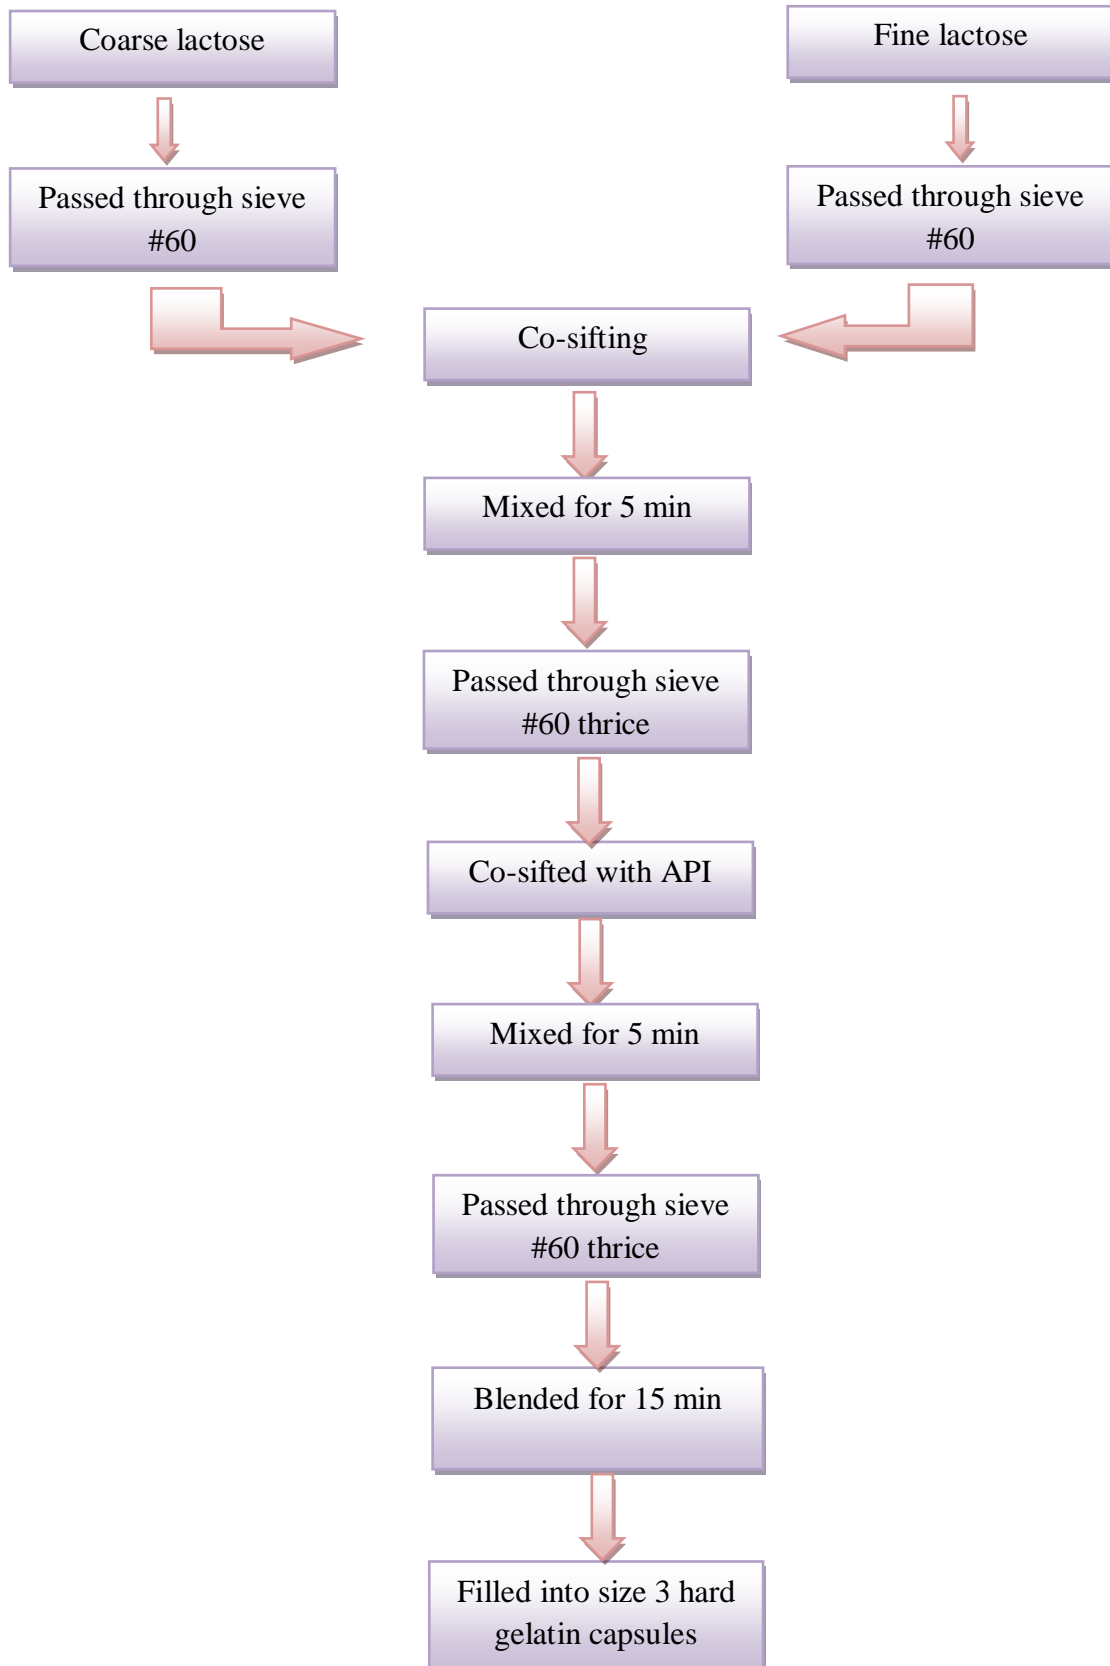 Coarse lactose
Fine lactose
Passed through sieve
#60
Passed through sieve
#60
Co-sifting
Mixed for 5 min
Passed through sieve
#60 thrice
Co-sifted with API
Mixed for 5 min
Passed through sieve
#60 thrice
Blended for 15 min
Filled into size 3 hard
gelatin capsules